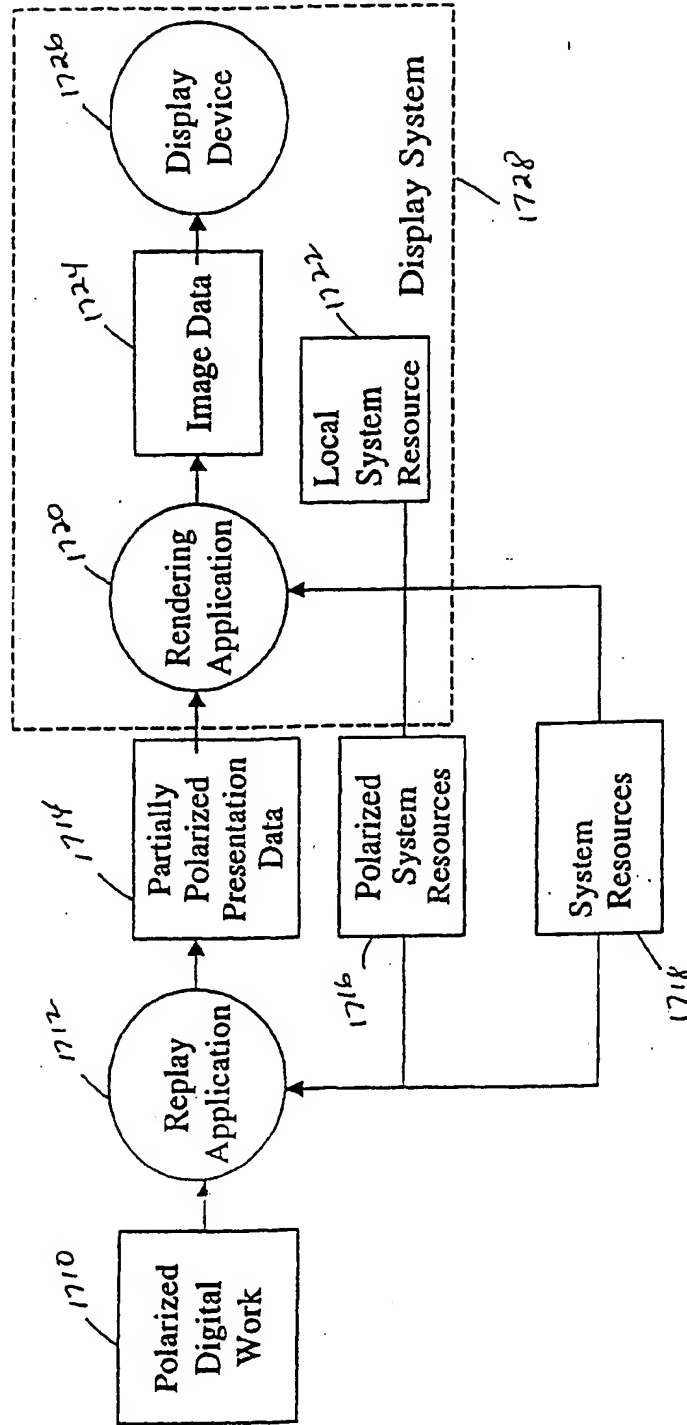 1710
Polarized
Digital
Work
1712
Replay
Application
1714
Partially
Polarized
Presentation
Data
1716
Polarized
System
Resources
1718
System
Resources
1720
Rendering
Application
1722
Local
System
Resource
1724
Image Data
1726
Display
Device
Display System
1728